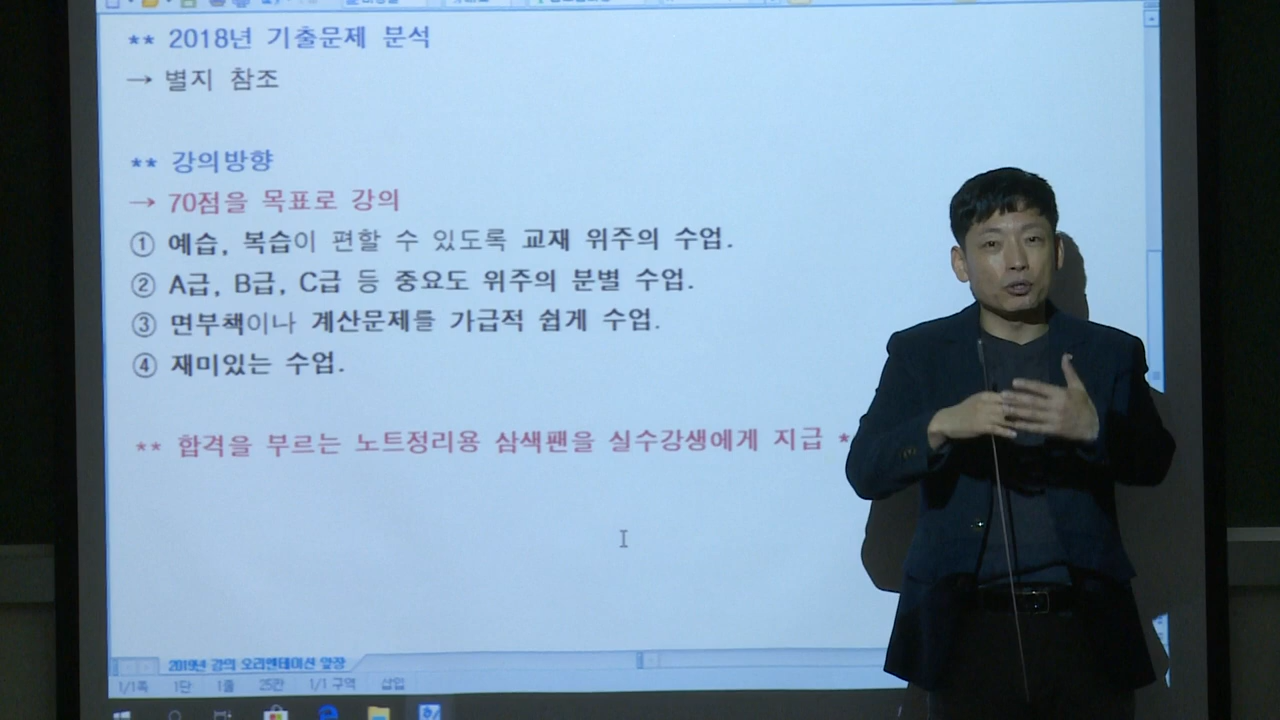 ** 2018년 기출문제 분석
→ 별지 참조
** 강의방향
→ 70점을 목표로 강의
① 예습, 복습이 편할 수 있도록 교재 위주의 수업.
② A급, B급, C급 등 중요도 위주의 분별 수업.
③ 면부책이나 계산문제를 가급적 쉽게 수업.
④ 재미있는 수업.
** 합격을 부르는 노트정리용 삼색팬을 실수강생에게 지급 *
2019년 강의 오리엔테이션 앞장
1/1쪽 1단 1줄 25칸 1/1 구역 삽입